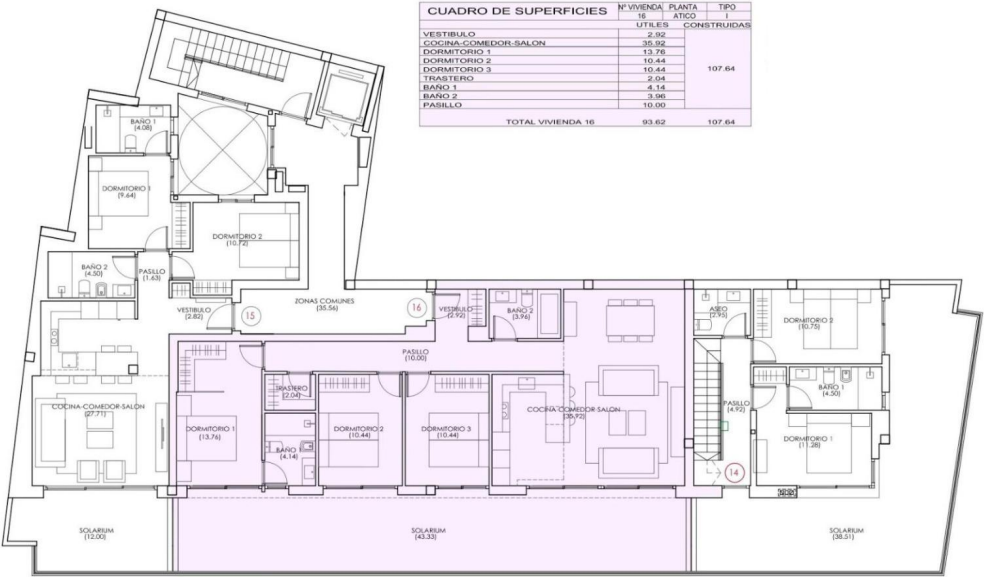 CUADRO DE SUPERFICIES
Nº VIVIENDA PLANTA TIPO
16 ATICO I
UTILES CONSTRUIDAS
VESTIBULO 2.92
COCINA-COMEDOR-SALON 35.92
DORMITORIO 1 13.76
DORMITORIO 2 10.44
DORMITORIO 3 10.44
107.64
TRASTERO 2.04
BAÑO 1 4.14
BAÑO 2 3.96
PASILLO 10.00
TOTAL VIVIENDA 16 93.62 107.64
BAÑO 1
(4.08)
DORMITORIO 1
(9.64)
DORMITORIO 2
(10.72)
BAÑO 2
(4.50)
PASILLO
(1.63)
VESTIBULO
(2.82)
15
ZONAS COMUNES
(35.56)
16
VESTIBULO
(2.92)
BAÑO 2
(3.96)
ASEO
(2.95)
DORMITORIO 2
(10.75)
PASILLO
(10.00)
COCINA-COMEDOR-SALON
(27.71)
TRASTERO
(2.04)
DORMITORIO 1
(13.76)
BAÑO 1
(4.14)
DORMITORIO 2
(10.44)
DORMITORIO 3
(10.44)
COCINA-COMEDOR-SALON
(35.92)
BAÑO 1
(4.50)
PASILLO
(4.92)
DORMITORIO 1
(11.28)
14
SOLARIUM
(12.00)
SOLARIUM
(43.33)
SOLARIUM
(38.51)